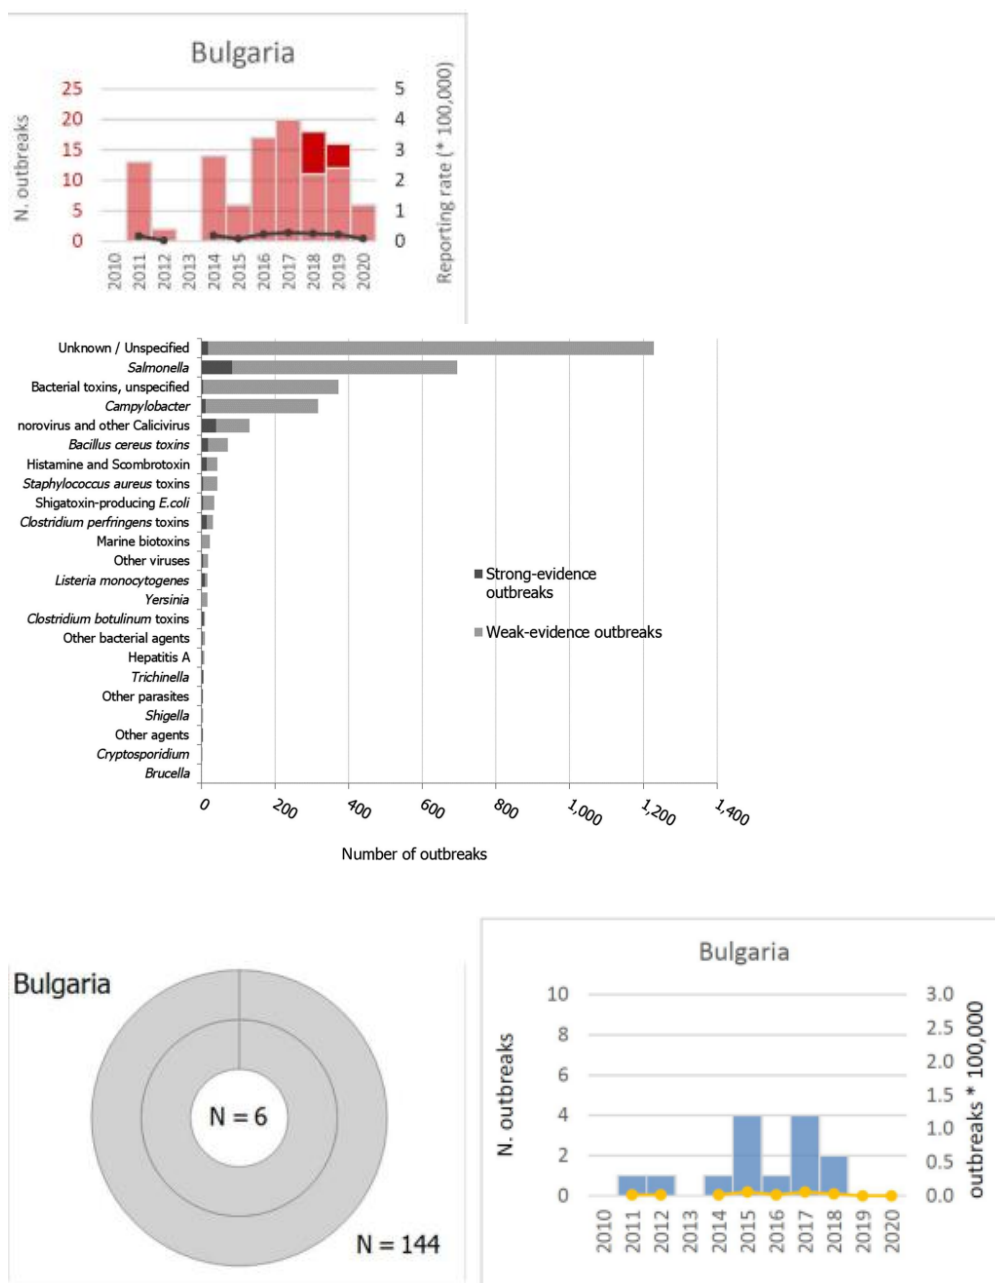 Bulgaria
N. outbreaks
25
20
15
10
5
0
5
4
3
2
1
0
Reporting rate (* 100,000)
2010
2011
2012
2013
2014
2015
2016
2017
2018
2019
2020
Unknown / Unspecified
Salmonella
Bacterial toxins, unspecified
Campylobacter
norovirus and other Calicivirus
Bacillus cereus toxins
Histamine and Scombrotoxin
Staphylococcus aureus toxins
Shigatoxin-producing E.coli
Clostridium perfringens toxins
Marine biotoxins
Other viruses
Listeria monocytogenes
Yersinia
Clostridium botulinum toxins
Other bacterial agents
Hepatitis A
Trichinella
Other parasites
Shigella
Other agents
Cryptosporidium
Brucella
Strong-evidence
outbreaks
Weak-evidence outbreaks
0
200
400
600
800
1,000
1,200
1,400
Number of outbreaks
Bulgaria
N = 6
N = 144
Bulgaria
N. outbreaks
10
8
6
4
2
0
3.0
2.5
2.0
1.5
1.0
0.5
0.0
outbreaks * 100,000
2010
2011
2012
2013
2014
2015
2016
2017
2018
2019
2020